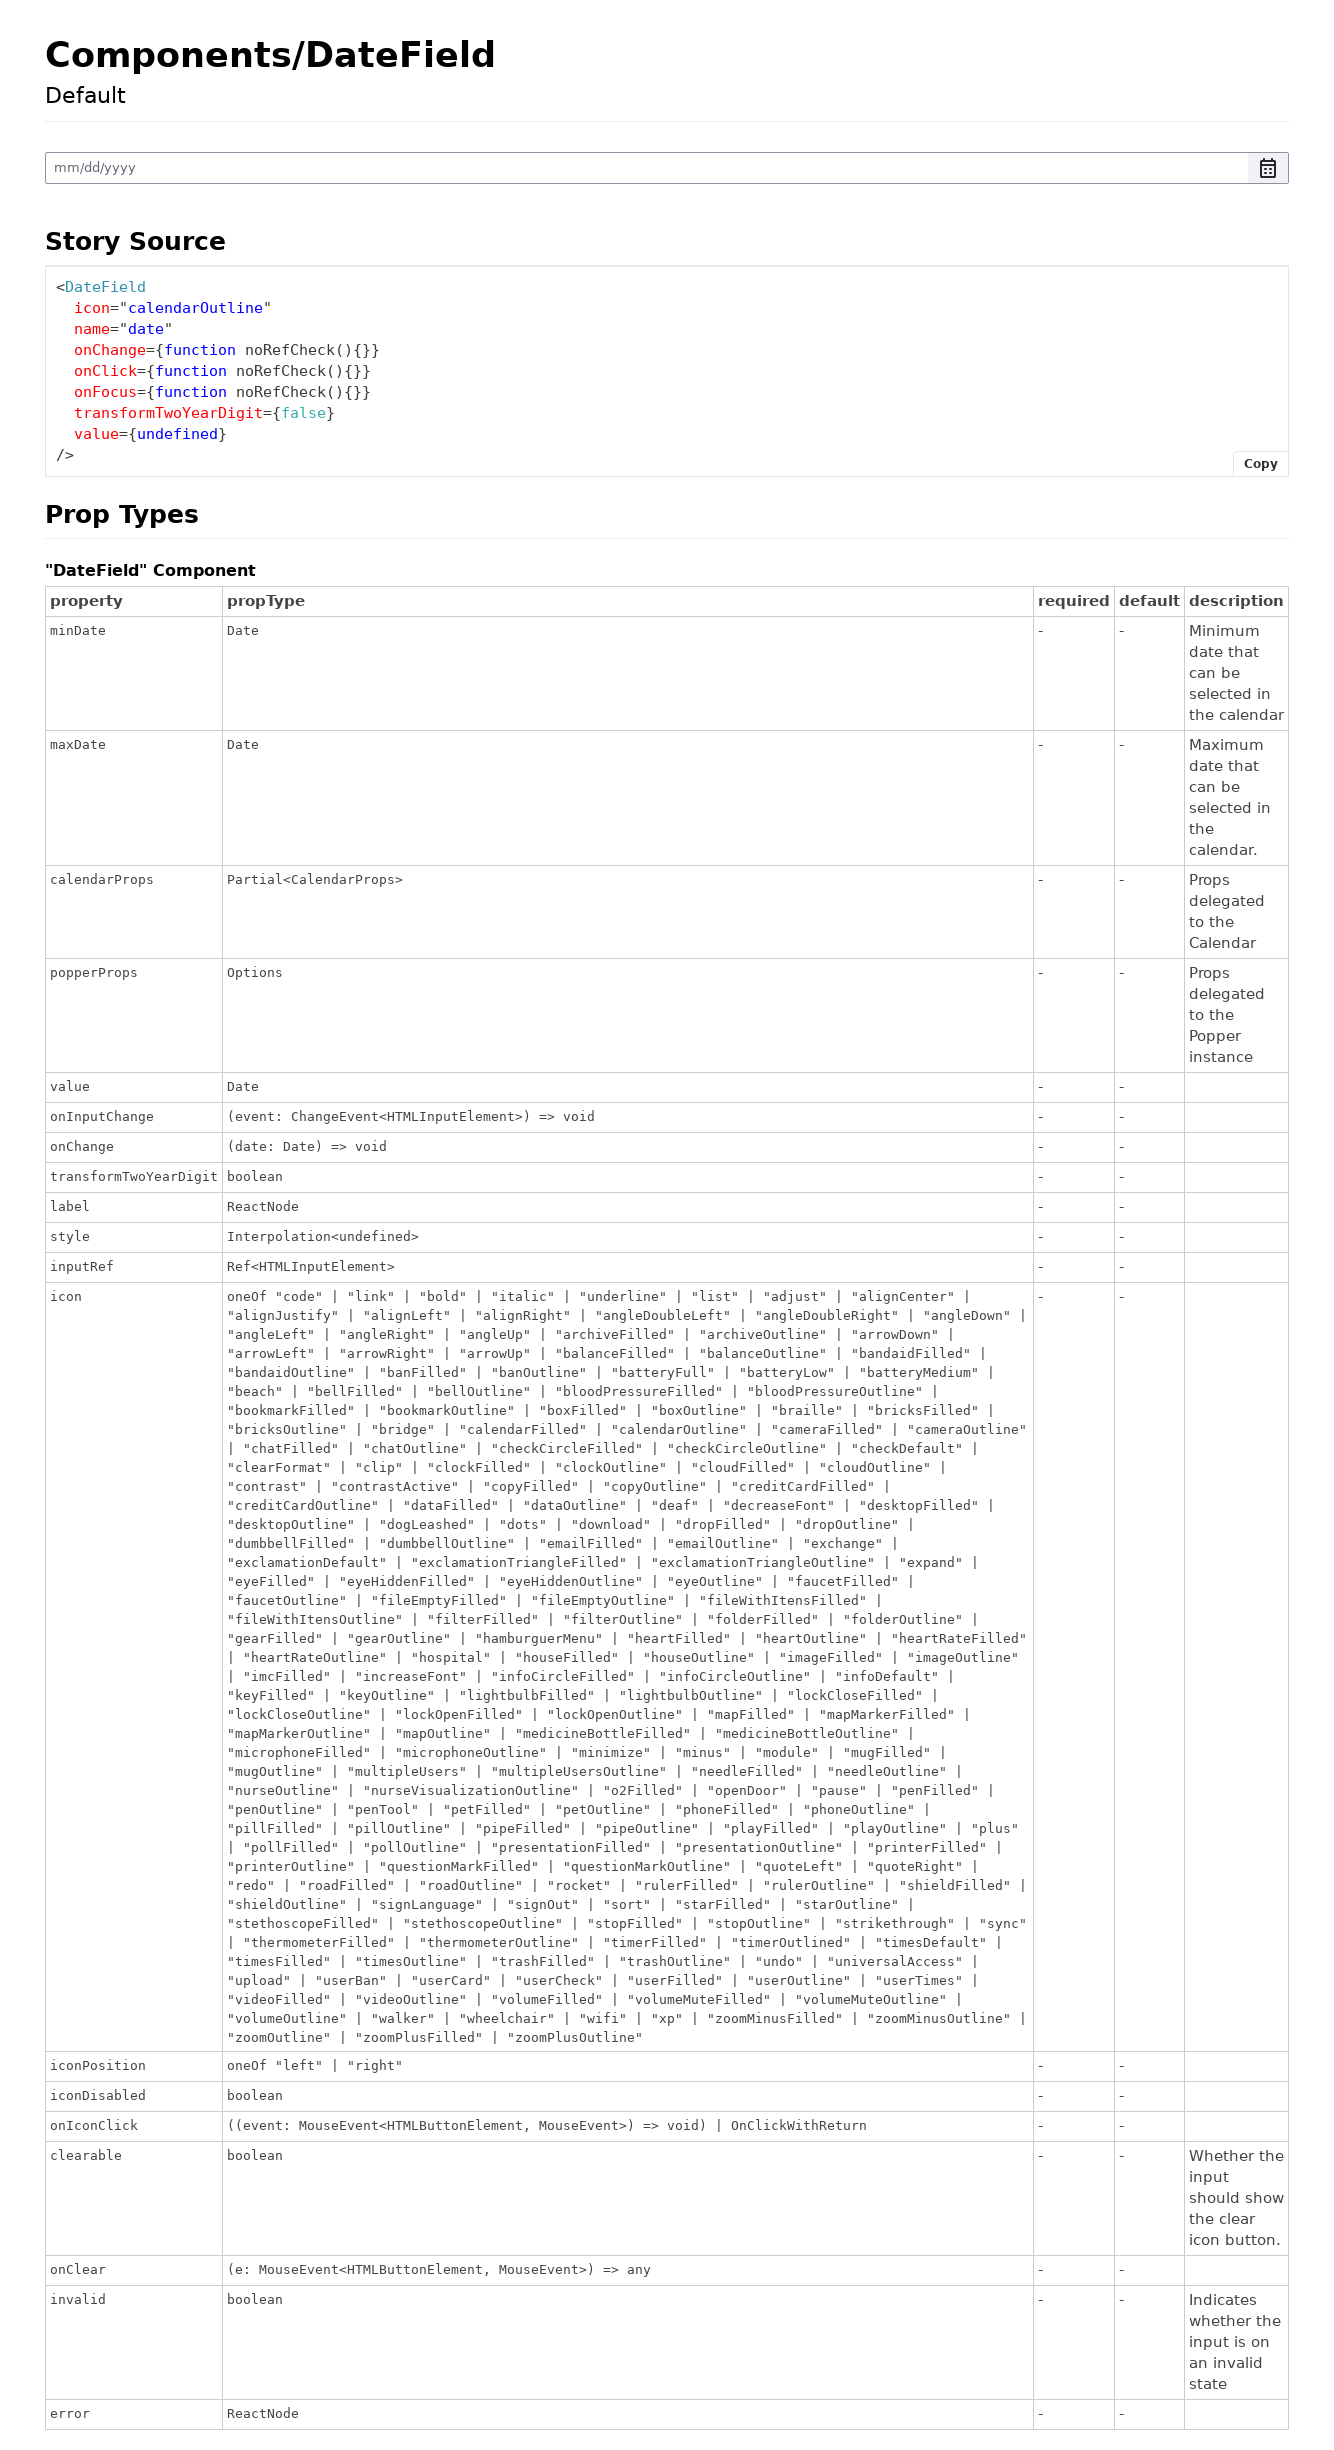 Components/DateField
Default
mm/dd/yyyy
Story Source
<DateField
  icon="calendarOutline"
  name="date"
  onChange={function noRefCheck(){}}
  onClick={function noRefCheck(){}}
  onFocus={function noRefCheck(){}}
  transformTwoYearDigit={false}
  value={undefined}
/>
Copy
Prop Types
"DateField" Component
property propType required default description
minDate Date - - Minimum
date that
can be
selected in
the calendar
maxDate Date - - Maximum
date that
can be
selected in
the
calendar.
calendarProps Partial<CalendarProps> - - Props
delegated
to the
Calendar
popperProps Options - - Props
delegated
to the
Popper
instance
value Date - -
onInputChange (event: ChangeEvent<HTMLInputElement>) => void - -
onChange (date: Date) => void - -
transformTwoYearDigit boolean - -
label ReactNode - -
style Interpolation<undefined> - -
inputRef Ref<HTMLInputElement> - -
icon oneOf "code" | "link" | "bold" | "italic" | "underline" | "list" | "adjust" | "alignCenter" | - -
"alignJustify" | "alignLeft" | "alignRight" | "angleDoubleLeft" | "angleDoubleRight" | "angleDown" |
"angleLeft" | "angleRight" | "angleUp" | "archiveFilled" | "archiveOutline" | "arrowDown" |
"arrowLeft" | "arrowRight" | "arrowUp" | "balanceFilled" | "balanceOutline" | "bandaidFilled" |
"bandaidOutline" | "banFilled" | "banOutline" | "batteryFull" | "batteryLow" | "batteryMedium" |
"beach" | "bellFilled" | "bellOutline" | "bloodPressureFilled" | "bloodPressureOutline" |
"bookmarkFilled" | "bookmarkOutline" | "boxFilled" | "boxOutline" | "braille" | "bricksFilled" |
"bricksOutline" | "bridge" | "calendarFilled" | "calendarOutline" | "cameraFilled" | "cameraOutline"
| "chatFilled" | "chatOutline" | "checkCircleFilled" | "checkCircleOutline" | "checkDefault" |
"clearFormat" | "clip" | "clockFilled" | "clockOutline" | "cloudFilled" | "cloudOutline" |
"contrast" | "contrastActive" | "copyFilled" | "copyOutline" | "creditCardFilled" |
"creditCardOutline" | "dataFilled" | "dataOutline" | "deaf" | "decreaseFont" | "desktopFilled" |
"desktopOutline" | "dogLeashed" | "dots" | "download" | "dropFilled" | "dropOutline" |
"dumbbellFilled" | "dumbbellOutline" | "emailFilled" | "emailOutline" | "exchange" |
"exclamationDefault" | "exclamationTriangleFilled" | "exclamationTriangleOutline" | "expand" |
"eyeFilled" | "eyeHiddenFilled" | "eyeHiddenOutline" | "eyeOutline" | "faucetFilled" |
"faucetOutline" | "fileEmptyFilled" | "fileEmptyOutline" | "fileWithItensFilled" |
"fileWithItensOutline" | "filterFilled" | "filterOutline" | "folderFilled" | "folderOutline" |
"gearFilled" | "gearOutline" | "hamburguerMenu" | "heartFilled" | "heartOutline" | "heartRateFilled"
| "heartRateOutline" | "hospital" | "houseFilled" | "houseOutline" | "imageFilled" | "imageOutline"
| "imcFilled" | "increaseFont" | "infoCircleFilled" | "infoCircleOutline" | "infoDefault" |
"keyFilled" | "keyOutline" | "lightbulbFilled" | "lightbulbOutline" | "lockCloseFilled" |
"lockCloseOutline" | "lockOpenFilled" | "lockOpenOutline" | "mapFilled" | "mapMarkerFilled" |
"mapMarkerOutline" | "mapOutline" | "medicineBottleFilled" | "medicineBottleOutline" |
"microphoneFilled" | "microphoneOutline" | "minimize" | "minus" | "module" | "mugFilled" |
"mugOutline" | "multipleUsers" | "multipleUsersOutline" | "needleFilled" | "needleOutline" |
"nurseOutline" | "nurseVisualizationOutline" | "o2Filled" | "openDoor" | "pause" | "penFilled" |
"penOutline" | "penTool" | "petFilled" | "petOutline" | "phoneFilled" | "phoneOutline" |
"pillFilled" | "pillOutline" | "pipeFilled" | "pipeOutline" | "playFilled" | "playOutline" | "plus"
| "pollFilled" | "pollOutline" | "presentationFilled" | "presentationOutline" | "printerFilled" |
"printerOutline" | "questionMarkFilled" | "questionMarkOutline" | "quoteLeft" | "quoteRight" |
"redo" | "roadFilled" | "roadOutline" | "rocket" | "rulerFilled" | "rulerOutline" | "shieldFilled" |
"shieldOutline" | "signLanguage" | "signOut" | "sort" | "starFilled" | "starOutline" |
"stethoscopeFilled" | "stethoscopeOutline" | "stopFilled" | "stopOutline" | "strikethrough" | "sync"
| "thermometerFilled" | "thermometerOutline" | "timerFilled" | "timerOutlined" | "timesDefault" |
"timesFilled" | "timesOutline" | "trashFilled" | "trashOutline" | "undo" | "universalAccess" |
"upload" | "userBan" | "userCard" | "userCheck" | "userFilled" | "userOutline" | "userTimes" |
"videoFilled" | "videoOutline" | "volumeFilled" | "volumeMuteFilled" | "volumeMuteOutline" |
"volumeOutline" | "walker" | "wheelchair" | "wifi" | "xp" | "zoomMinusFilled" | "zoomMinusOutline" |
"zoomOutline" | "zoomPlusFilled" | "zoomPlusOutline"
iconPosition oneOf "left" | "right" - -
iconDisabled boolean - -
onIconClick ((event: MouseEvent<HTMLButtonElement, MouseEvent>) => void) | OnClickWithReturn - -
clearable boolean - - Whether the
input
should show
the clear
icon button.
onClear (e: MouseEvent<HTMLButtonElement, MouseEvent>) => any - -
invalid boolean - - Indicates
whether the
input is on
an invalid
state
error ReactNode - -